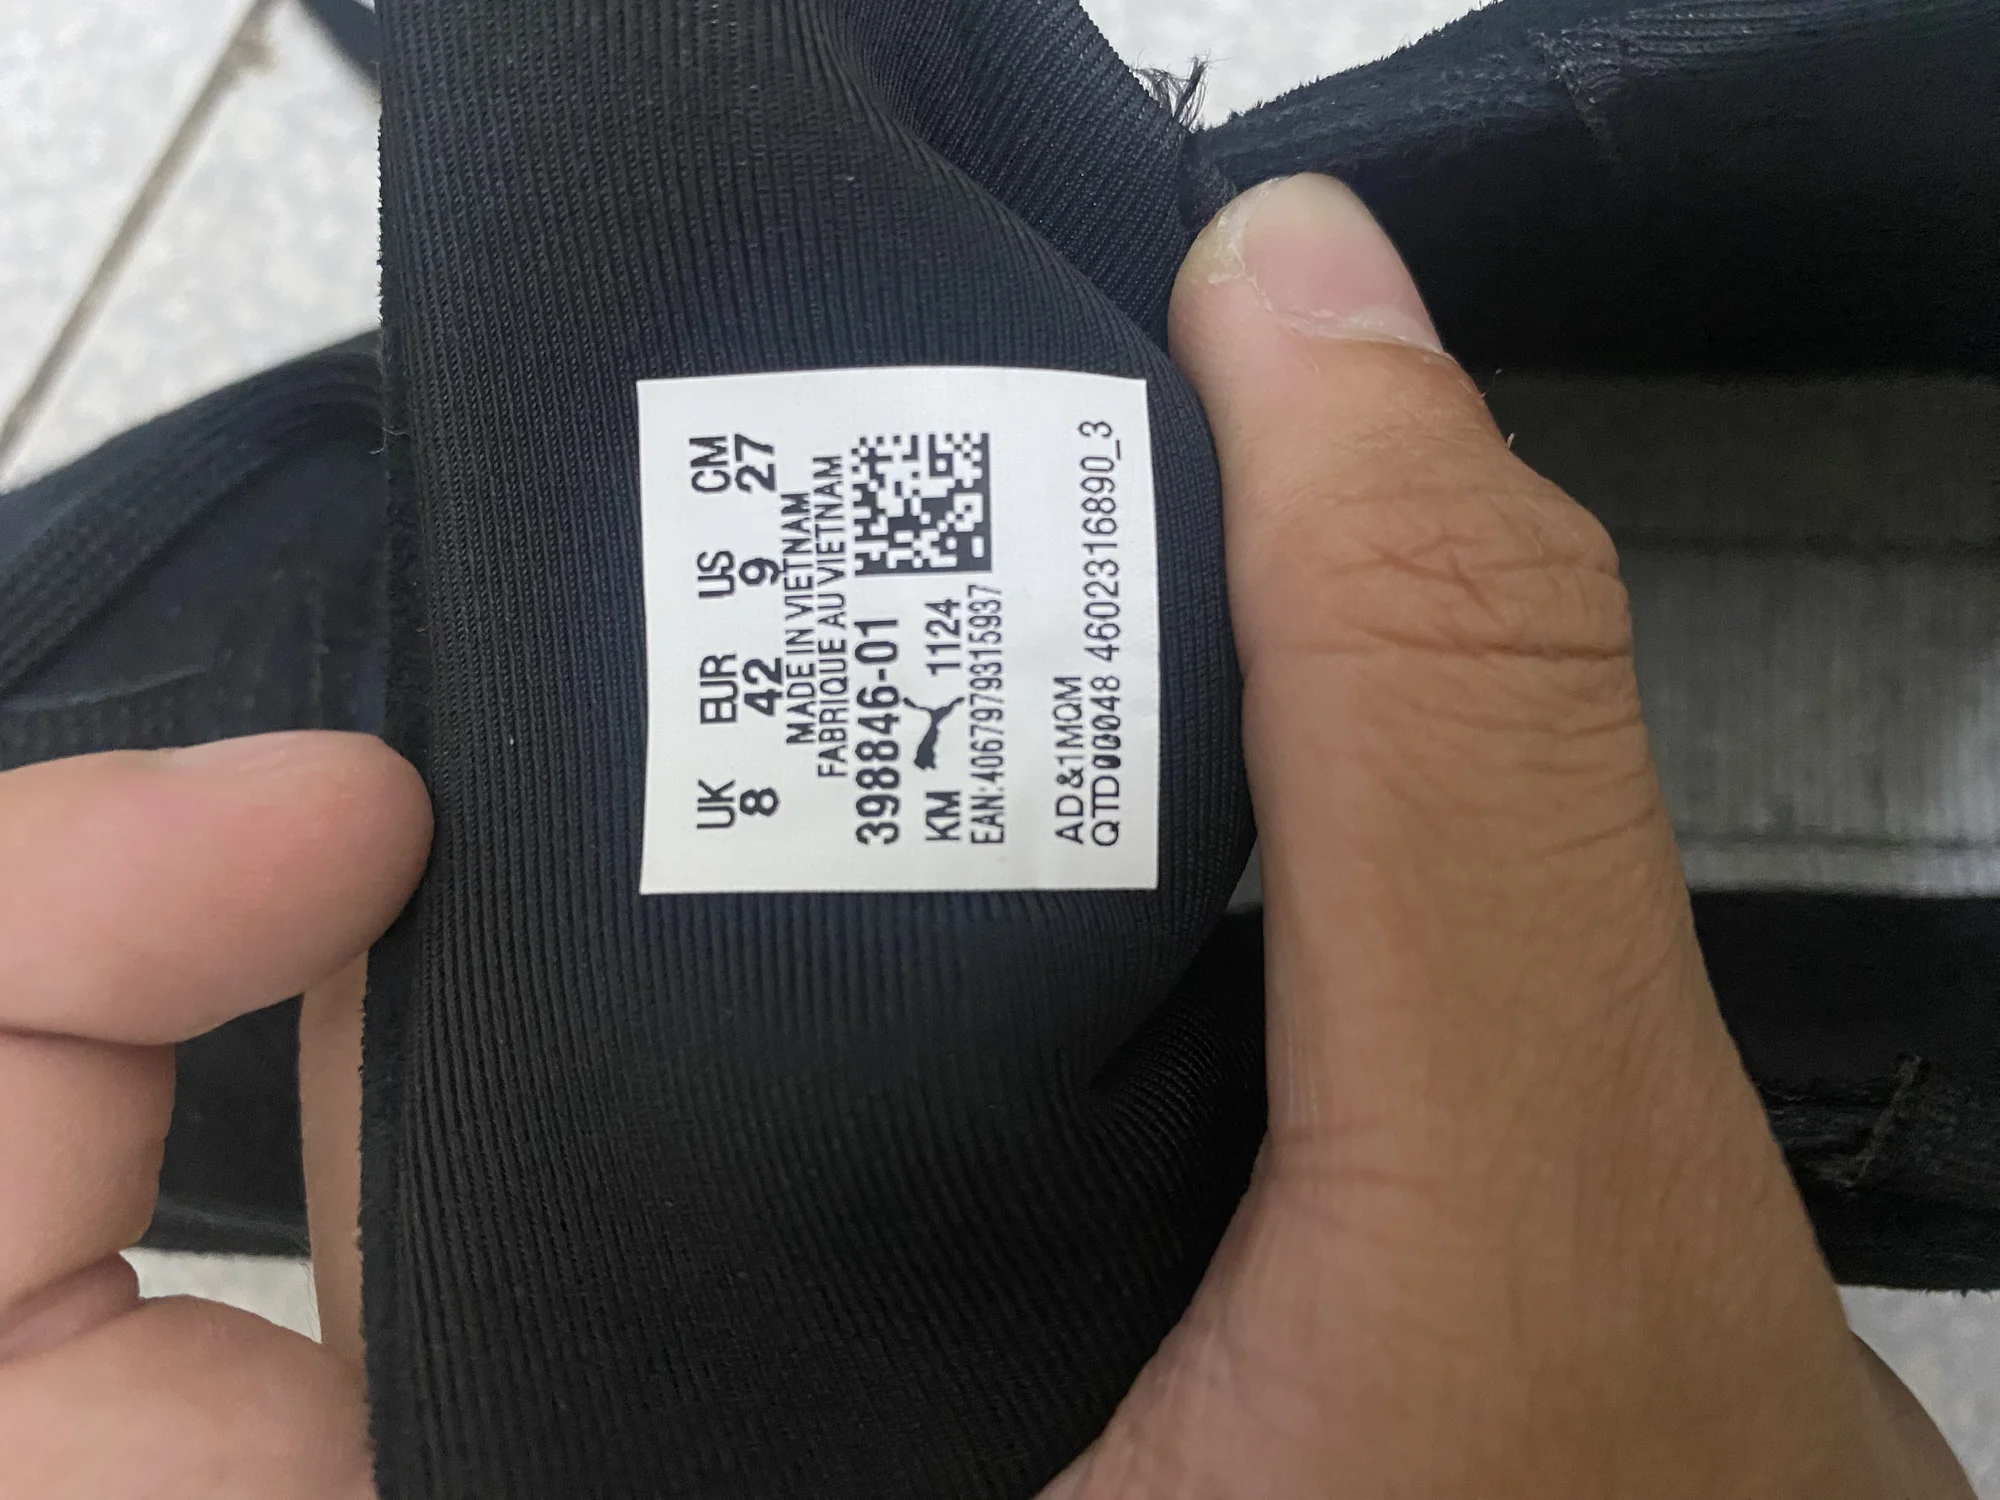 UK EUR US CM
8 42 9 27
MADE IN VIETNAM
FABRIQUE AU VIETNAM
398846-01
KM 1124
EAN:4067979315937
AD&1MQM
QTD00048 4602316890_3